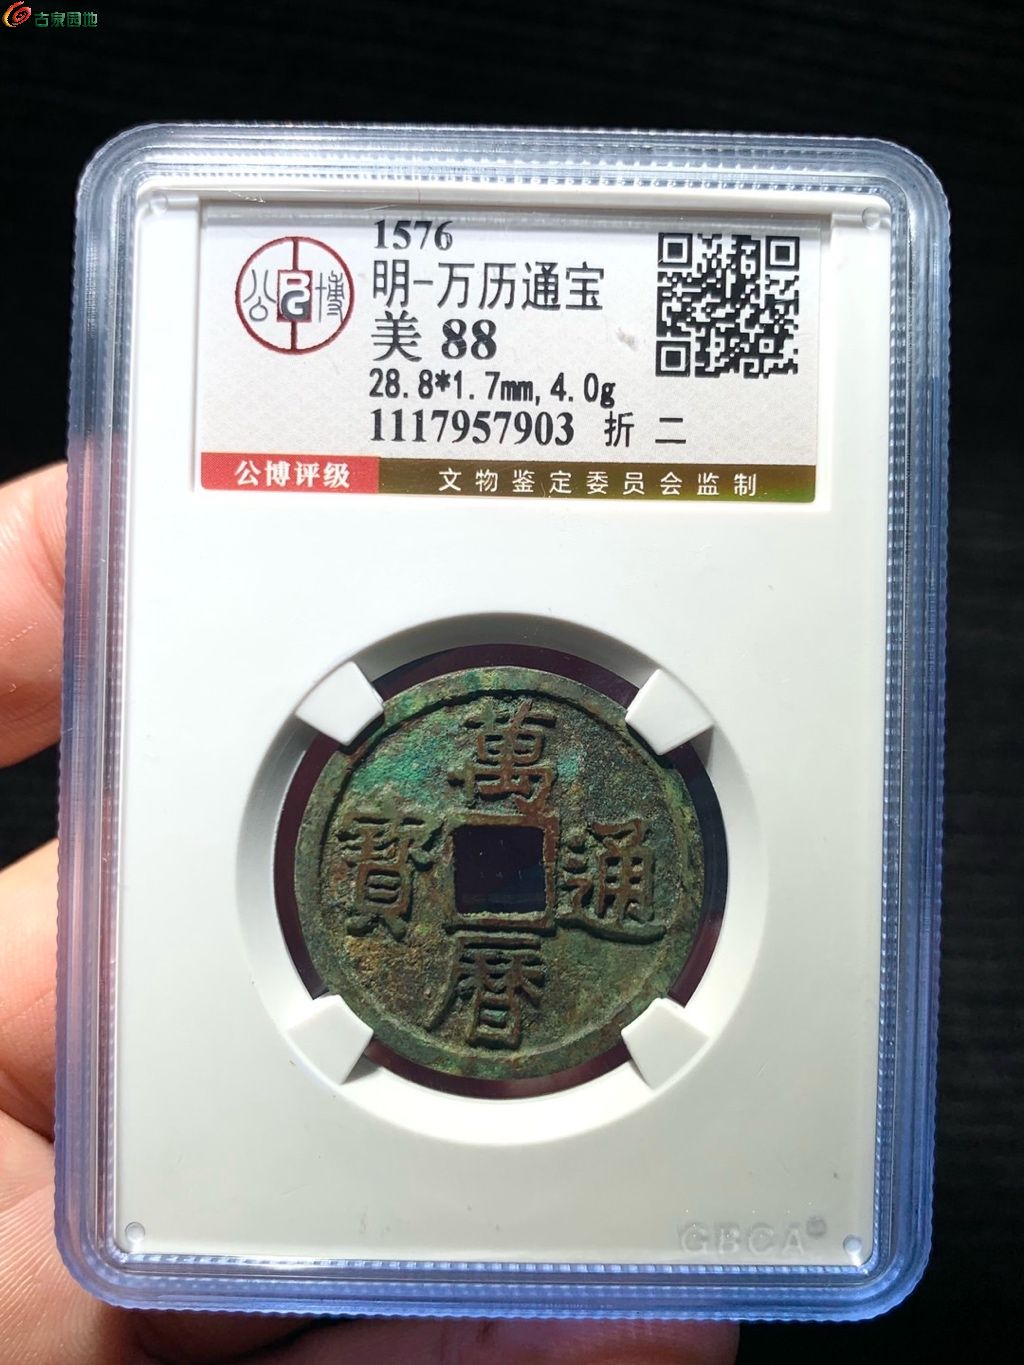 古泉园地
1576
明-万历通宝
美 88
28.8*1.7mm,4.0g
1117957903 折 二
公 博
公博评级
文物鉴定委员会监制
萬
寶 通
曆
GBCA